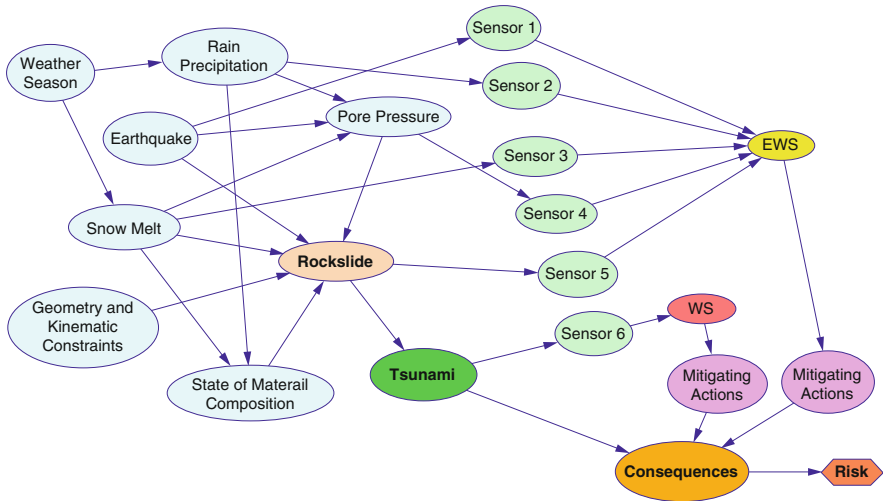 Weather
Season
Rain
Precipitation
Sensor 1
Sensor 2
Earthquake
Pore Pressure
EWS
Sensor 3
Snow Melt
Sensor 4
Rockslide
Sensor 5
Geometry and
Kinematic
Constraints
WS
Sensor 6
State of Materail
Composition
Tsunami
Mitigating
Actions
Mitigating
Actions
Consequences
Risk